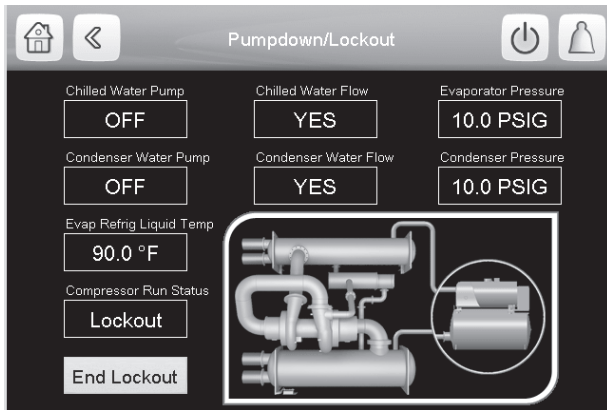 Pumpdown/Lockout
Chilled Water Pump
OFF
Chilled Water Flow
YES
Evaporator Pressure
10.0 PSIG
Condenser Water Pump
OFF
Condenser Water Flow
YES
Condenser Pressure
10.0 PSIG
Evap Refrig Liquid Temp
90.0 °F
Compressor Run Status
Lockout
End Lockout